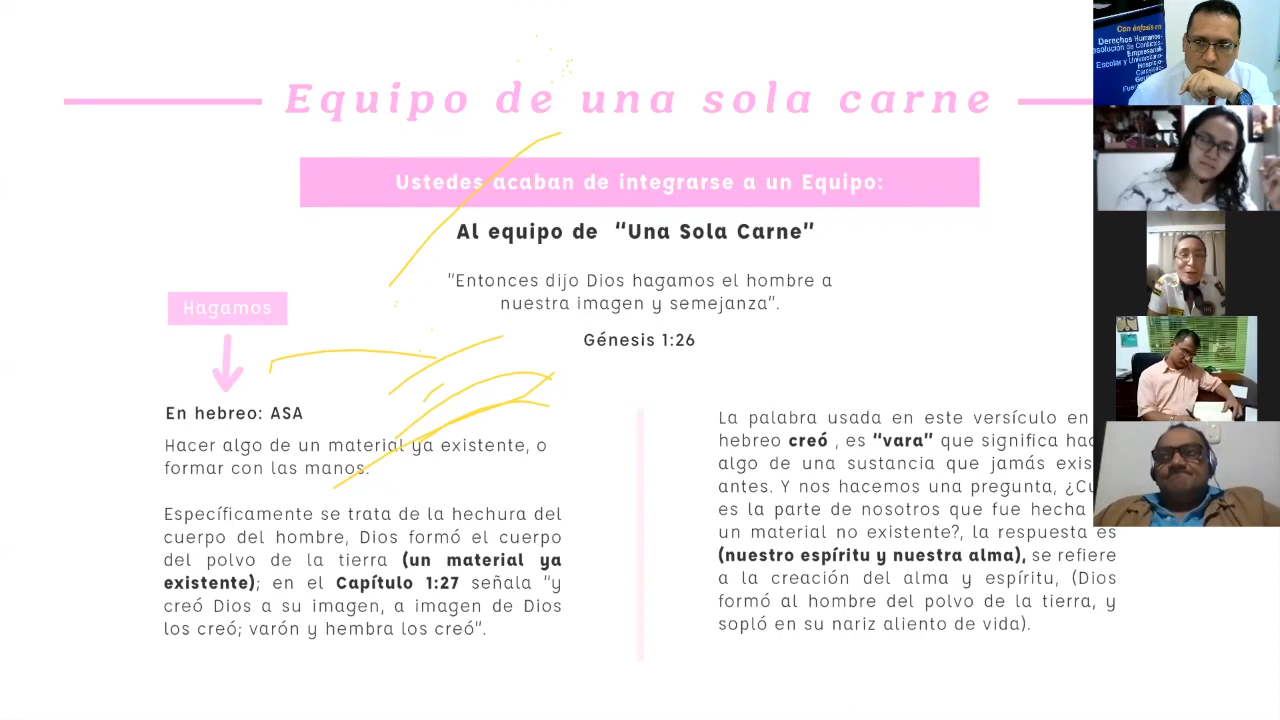 Equipo de una sola carne
Ustedes acaban de integrarse a un Equipo:
Al equipo de "Una Sola Carne"
"Entonces dijo Dios hagamos el hombre a
nuestra imagen y semejanza".
Génesis 1:26
Hagamos
En hebreo: ASA
Hacer algo de un material ya existente, o
formar con las manos.
Específicamente se trata de la hechura del
cuerpo del hombre, Dios formó el cuerpo
del polvo de la tierra (un material ya
existente); en el Capítulo 1:27 señala "y
creó Dios a su imagen, a imagen de Dios
los creó; varón y hembra los creó".
La palabra usada en este versículo en
hebreo creó , es "vara" que significa
algo de una sustancia que jamás
antes. Y nos hacemos una pregunta,
es la parte de nosotros que fue hecha
un material no existente?, la respuesta es
(nuestro espíritu y nuestra alma), se refiere
a la creación del alma y espíritu, (Dios
formó al hombre del polvo de la tierra, y
sopló en su nariz aliento de vida).
Con énfasis en
Derechos Humanos-
Empresarial-
Escolar y Universitario-